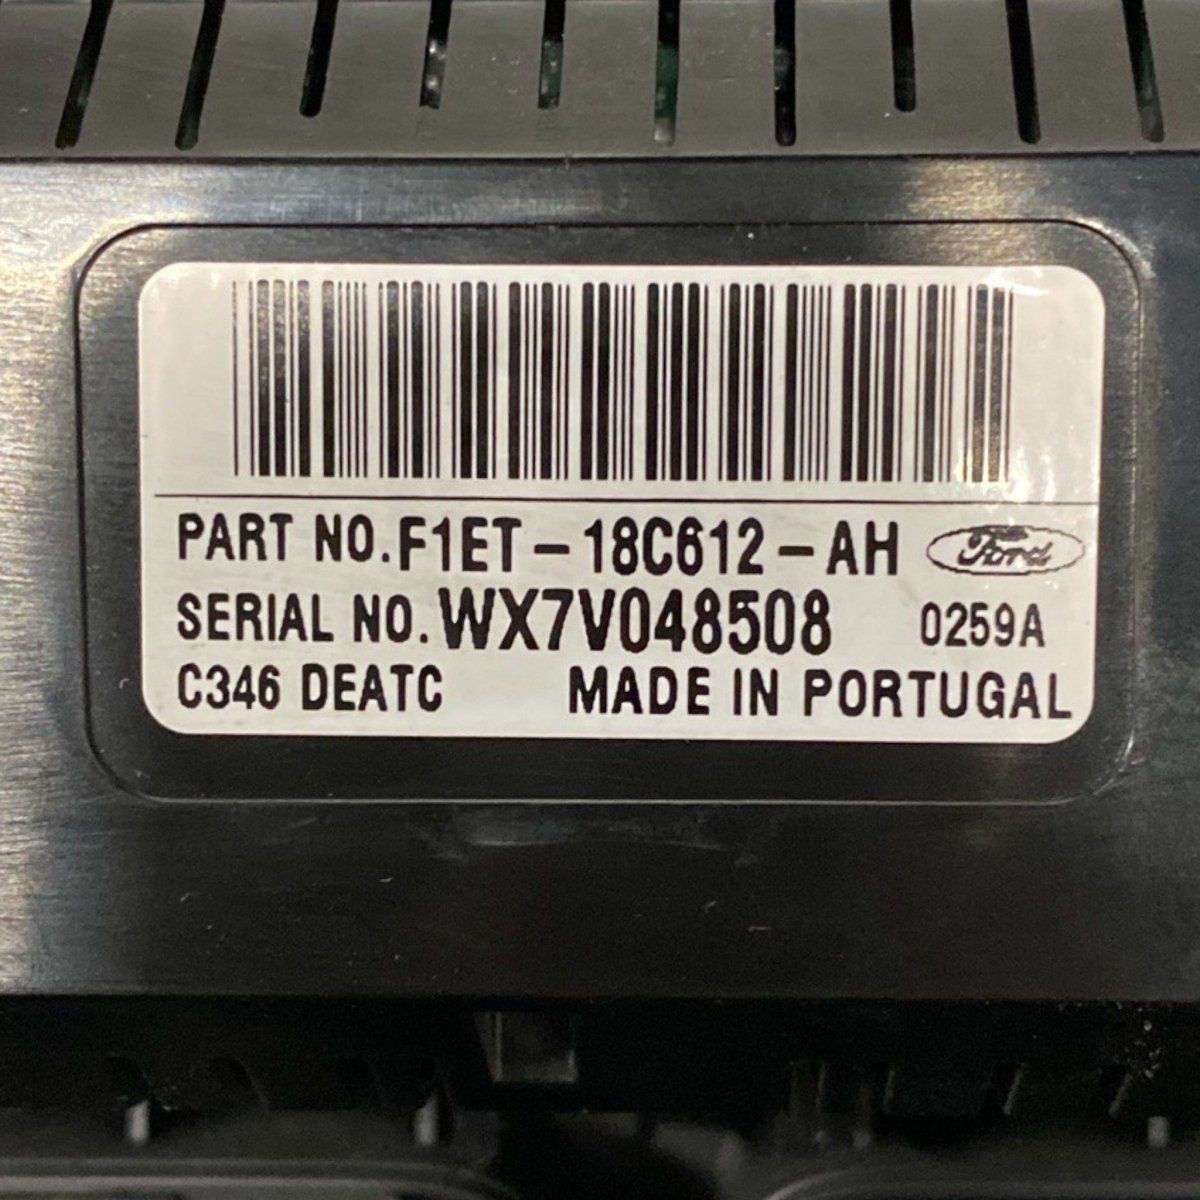 PART NO. F1ET-18C612-AH Ford
SERIAL NO. WX7V048508 0259A
C346 DEATC MADE IN PORTUGAL